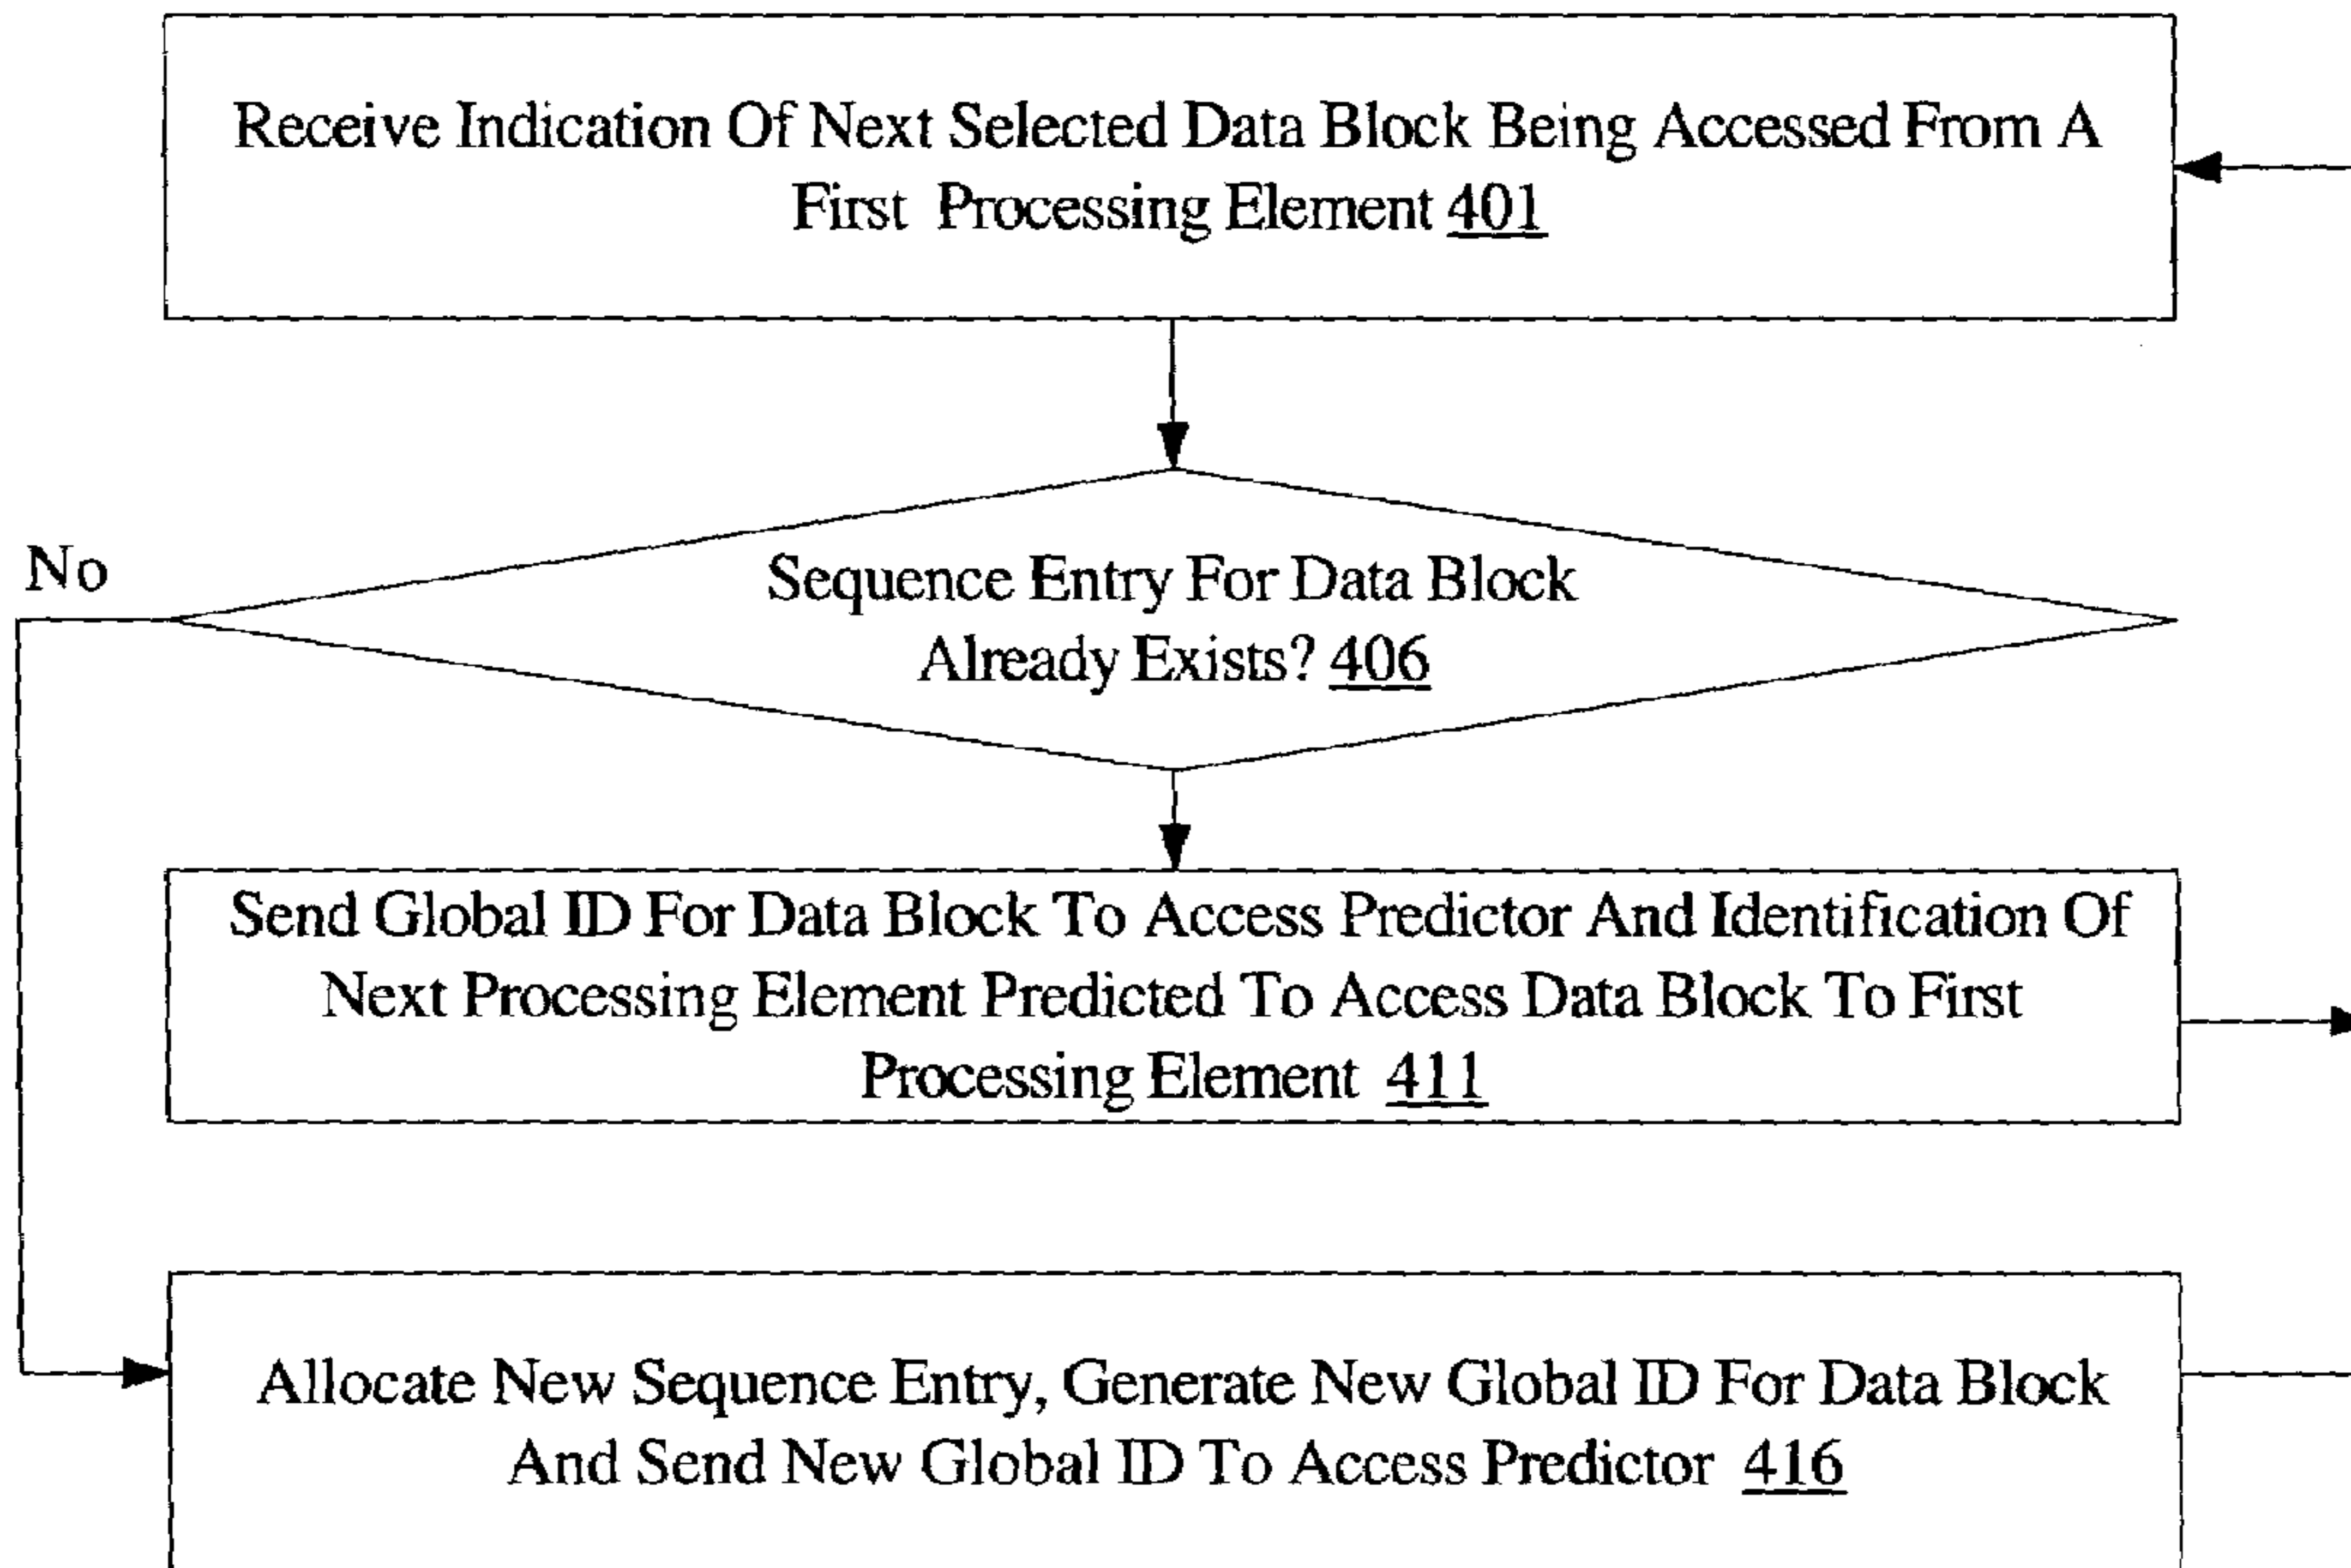 Receive Indication Of Next Selected Data Block Being Accessed From A
First Processing Element 401
No
Sequence Entry For Data Block
Already Exists? 406
Send Global ID For Data Block To Access Predictor And Identification Of
Next Processing Element Predicted To Access Data Block To First
Processing Element 411
Allocate New Sequence Entry, Generate New Global ID For Data Block
And Send New Global ID To Access Predictor 416